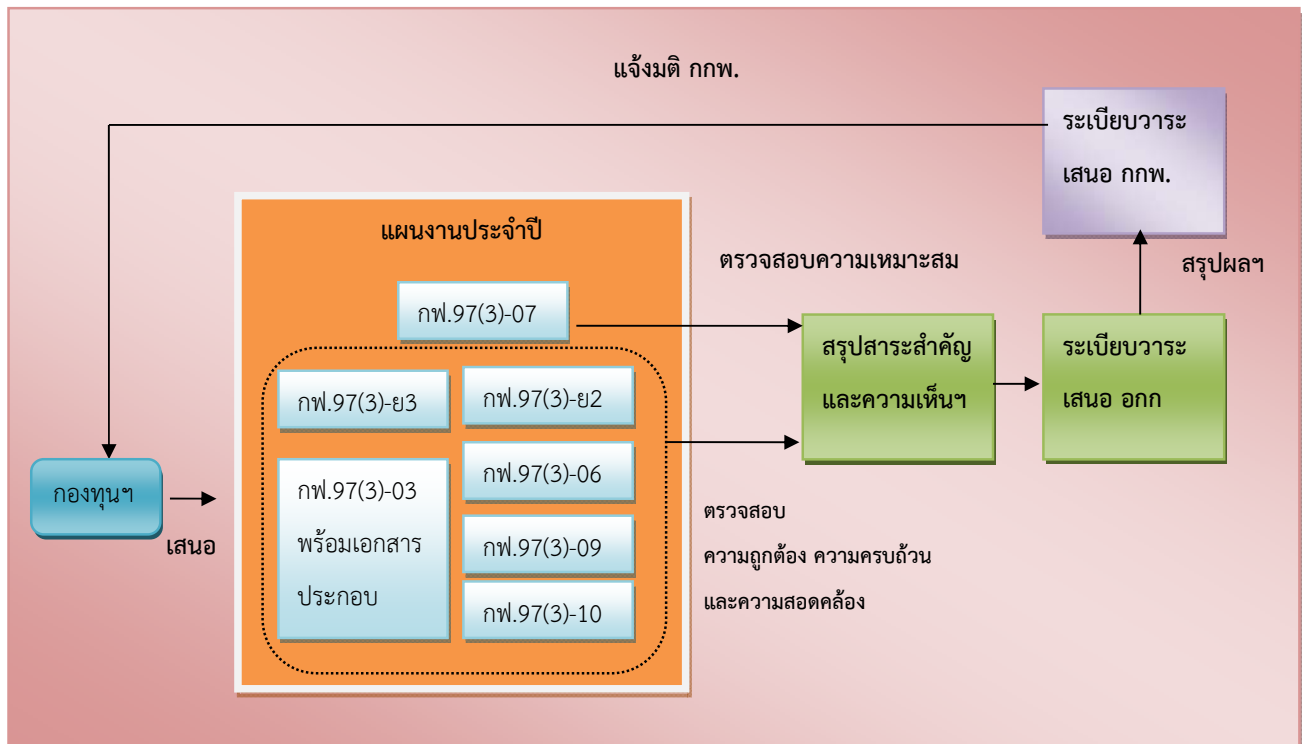 แจ้งมติ กกพ.
ระเบียบวาระ
เสนอ กกพ.
แผนงานประจำปี
ตรวจสอบความเหมาะสม
สรุปผลฯ
กฟ.97(3)-07
สรุปสาระสำคัญ
และความเห็นฯ
ระเบียบวาระ
เสนอ อกก
กฟ.97(3)-ย3
กฟ.97(3)-ย2
กฟ.97(3)-06
กองทุนฯ
เสนอ
กฟ.97(3)-03
พร้อมเอกสาร
ประกอบ
กฟ.97(3)-09
กฟ.97(3)-10
ตรวจสอบ
ความถูกต้อง ความครบถ้วน
และความสอดคล้อง